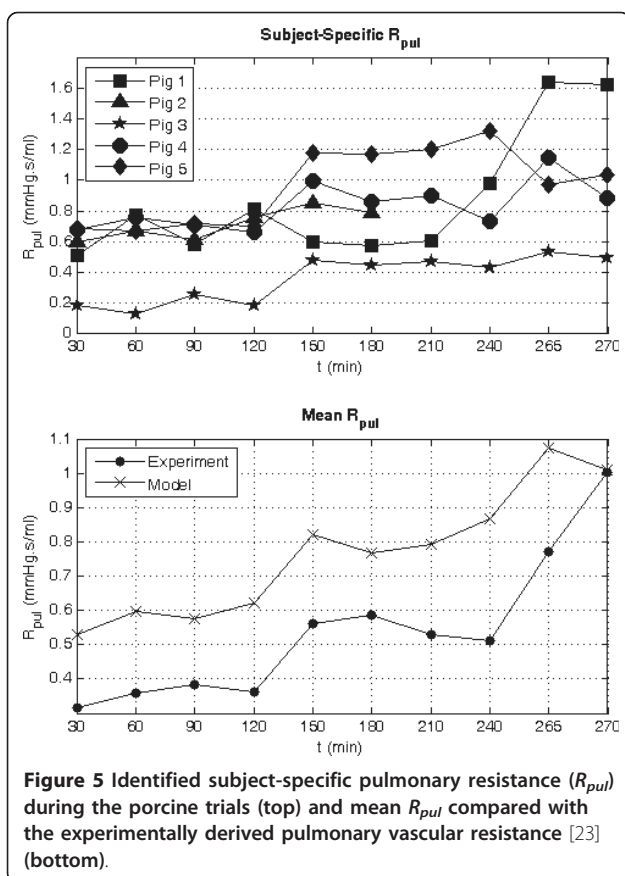 Subject-Specific R_pul
Pig 1
Pig 2
Pig 3
Pig 4
Pig 5
R_pul (mmHg.s/ml)
1.6
1.4
1.2
1
0.8
0.6
0.4
0.2
0
30 60 90 120 150 180 210 240 265 270
t (min)
Mean R_pul
Experiment
Model
R_pul (mmHg.s/ml)
1.1
1
0.9
0.8
0.7
0.6
0.5
0.4
30 60 90 120 150 180 210 240 265 270
t (min)
Figure 5 Identified subject-specific pulmonary resistance (R_pul)
during the porcine trials (top) and mean R_pul compared with
the experimentally derived pulmonary vascular resistance [23]
(bottom).